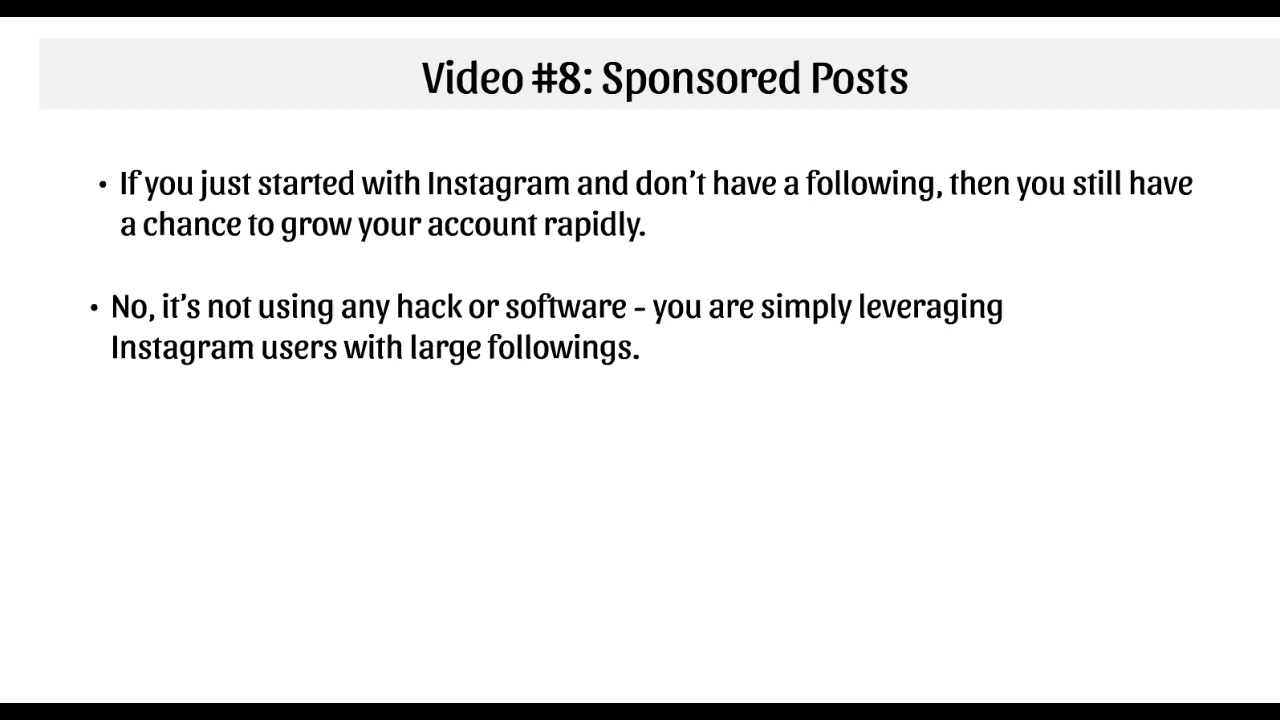 Video #8: Sponsored Posts
• If you just started with Instagram and don’t have a following, then you still have
a chance to grow your account rapidly.
• No, it’s not using any hack or software - you are simply leveraging
Instagram users with large followings.